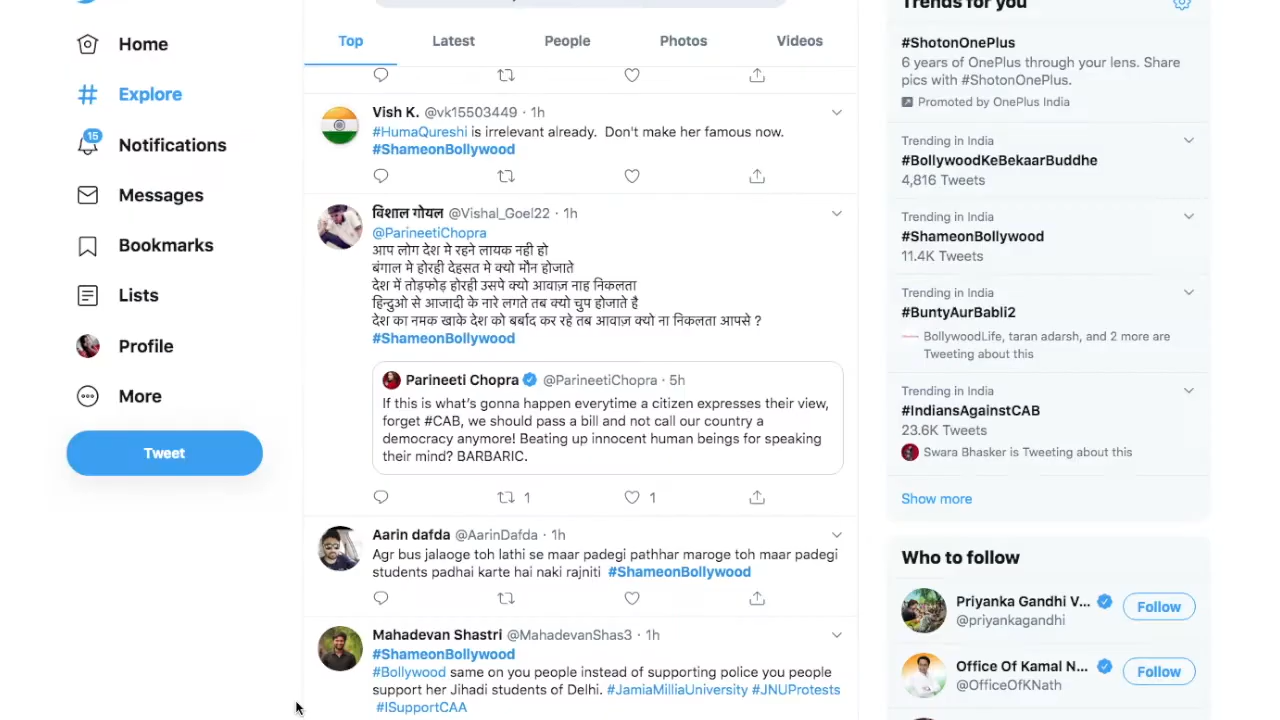 Home
Explore
15
Notifications
Messages
Bookmarks
Lists
Profile
More
Tweet
Top Latest People Photos Videos
Vish K. @vk15503449 · 1h
#HumaQureshi is irrelevant already. Don't make her famous now.
#ShameonBollywood
विशाल गोयल @Vishal_Goel22 · 1h
@ParineetiChopra
आप लोग देश मे रहने लायक नही हो
बंगाल मे होरही देहसत मे क्यो मौन होजाते
देश में तोड़फोड़ होरही उसपे क्यो आवाज़ नाह निकलता
हिन्दुओ से आजादी के नारे लगते तब क्यो चुप होजाते है
देश का नमक खाके देश को बर्बाद कर रहे तब आवाज़ क्यो ना निकलता आपसे ?
#ShameonBollywood
Parineeti Chopra @ParineetiChopra · 5h
If this is what's gonna happen everytime a citizen expresses their view,
forget #CAB, we should pass a bill and not call our country a
democracy anymore! Beating up innocent human beings for speaking
their mind? BARBARIC.
1 1
Aarin dafda @AarinDafda · 1h
Agr bus jalaoge toh lathi se maar padegi pathhar maroge toh maar padegi
students padhai karte hai naki rajniti #ShameonBollywood
Mahadevan Shastri @MahadevanShas3 · 1h
#ShameonBollywood
#Bollywood same on you people instead of supporting police you people
support her Jihadi students of Delhi. #JamiaMilliaUniversity #JNUProtests
#ISupportCAA
Trends for you
#ShotonOnePlus
6 years of OnePlus through your lens. Share
pics with #ShotonOnePlus.
Promoted by OnePlus India
Trending in India
#BollywoodKeBekaarBuddhe
4,816 Tweets
Trending in India
#ShameonBollywood
11.4K Tweets
Trending in India
#BuntyAurBabli2
BollywoodLife, taran adarsh, and 2 more are
Tweeting about this
Trending in India
#IndiansAgainstCAB
23.6K Tweets
Swara Bhasker is Tweeting about this
Show more
Who to follow
Priyanka Gandhi V...
@priyankagandhi
Follow
Office Of Kamal N...
@OfficeOfKNath
Follow